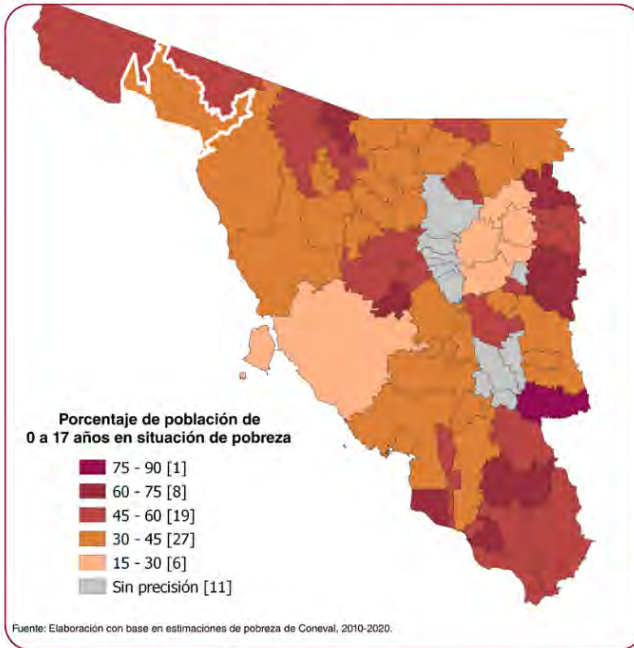 Porcentaje de población de
0 a 17 años en situación de pobreza
75 - 90 [1]
60 - 75 [8]
45 - 60 [19]
30 - 45 [27]
15 - 30 [6]
Sin precisión [11]
Fuente: Elaboración con base en estimaciones de pobreza de Coneval, 2010-2020.